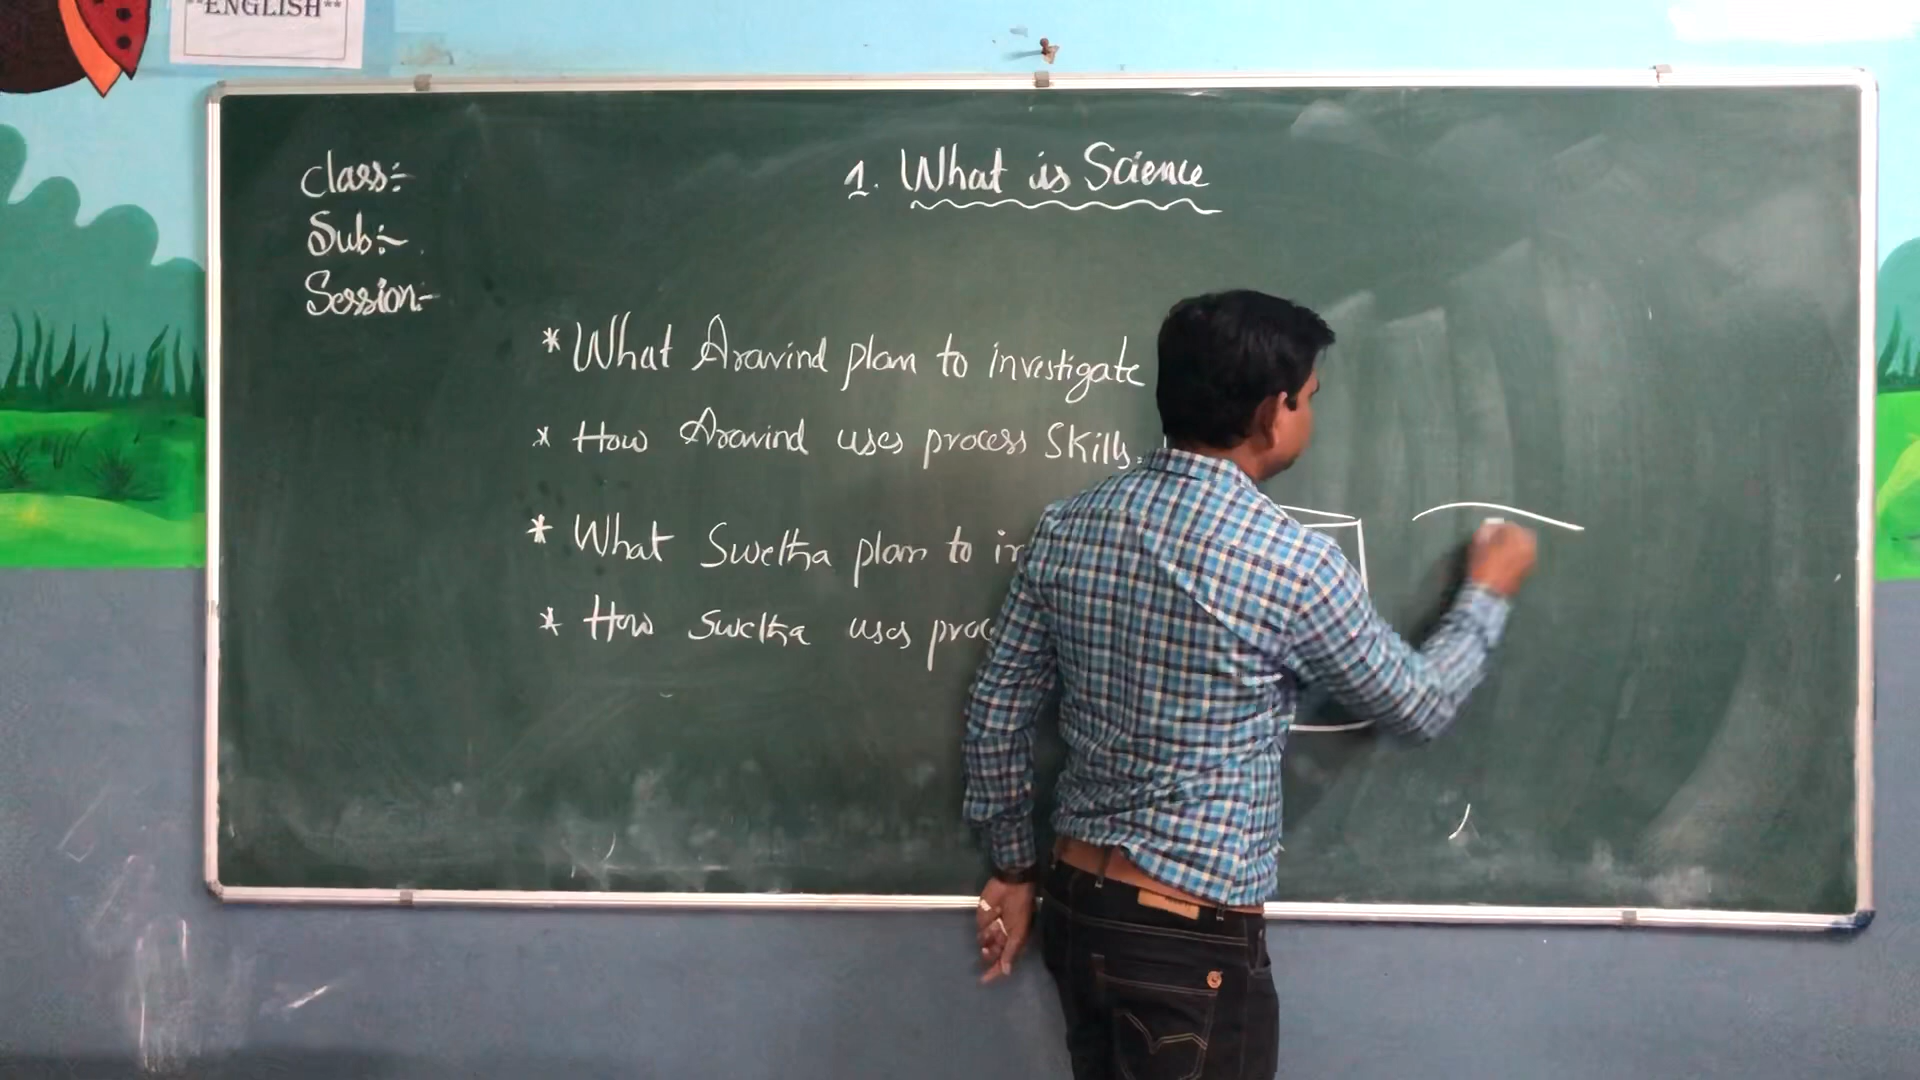 **ENGLISH**
1. What is Science
Class:-
Sub:-
Session:-
* What Aravind plan to investigate
* How Aravind uses process skills.
* What Swetha plan to
* How Swetha uses